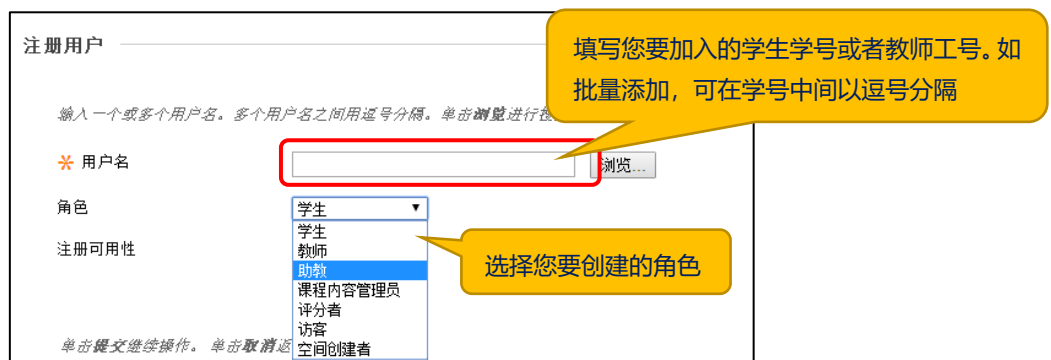 注册用户
填写您要加入的学生学号或者教师工号。如
批量添加，可在学号中间以逗号分隔
输入一个或多个用户名。多个用户名之间用逗号分隔。单击浏览进行
用户名
浏览...
角色
学生
学生
教师
助教
课程内容管理员
评分者
访客
空间创建者
注册可用性
选择您要创建的角色
单击提交继续操作。 单击取消返